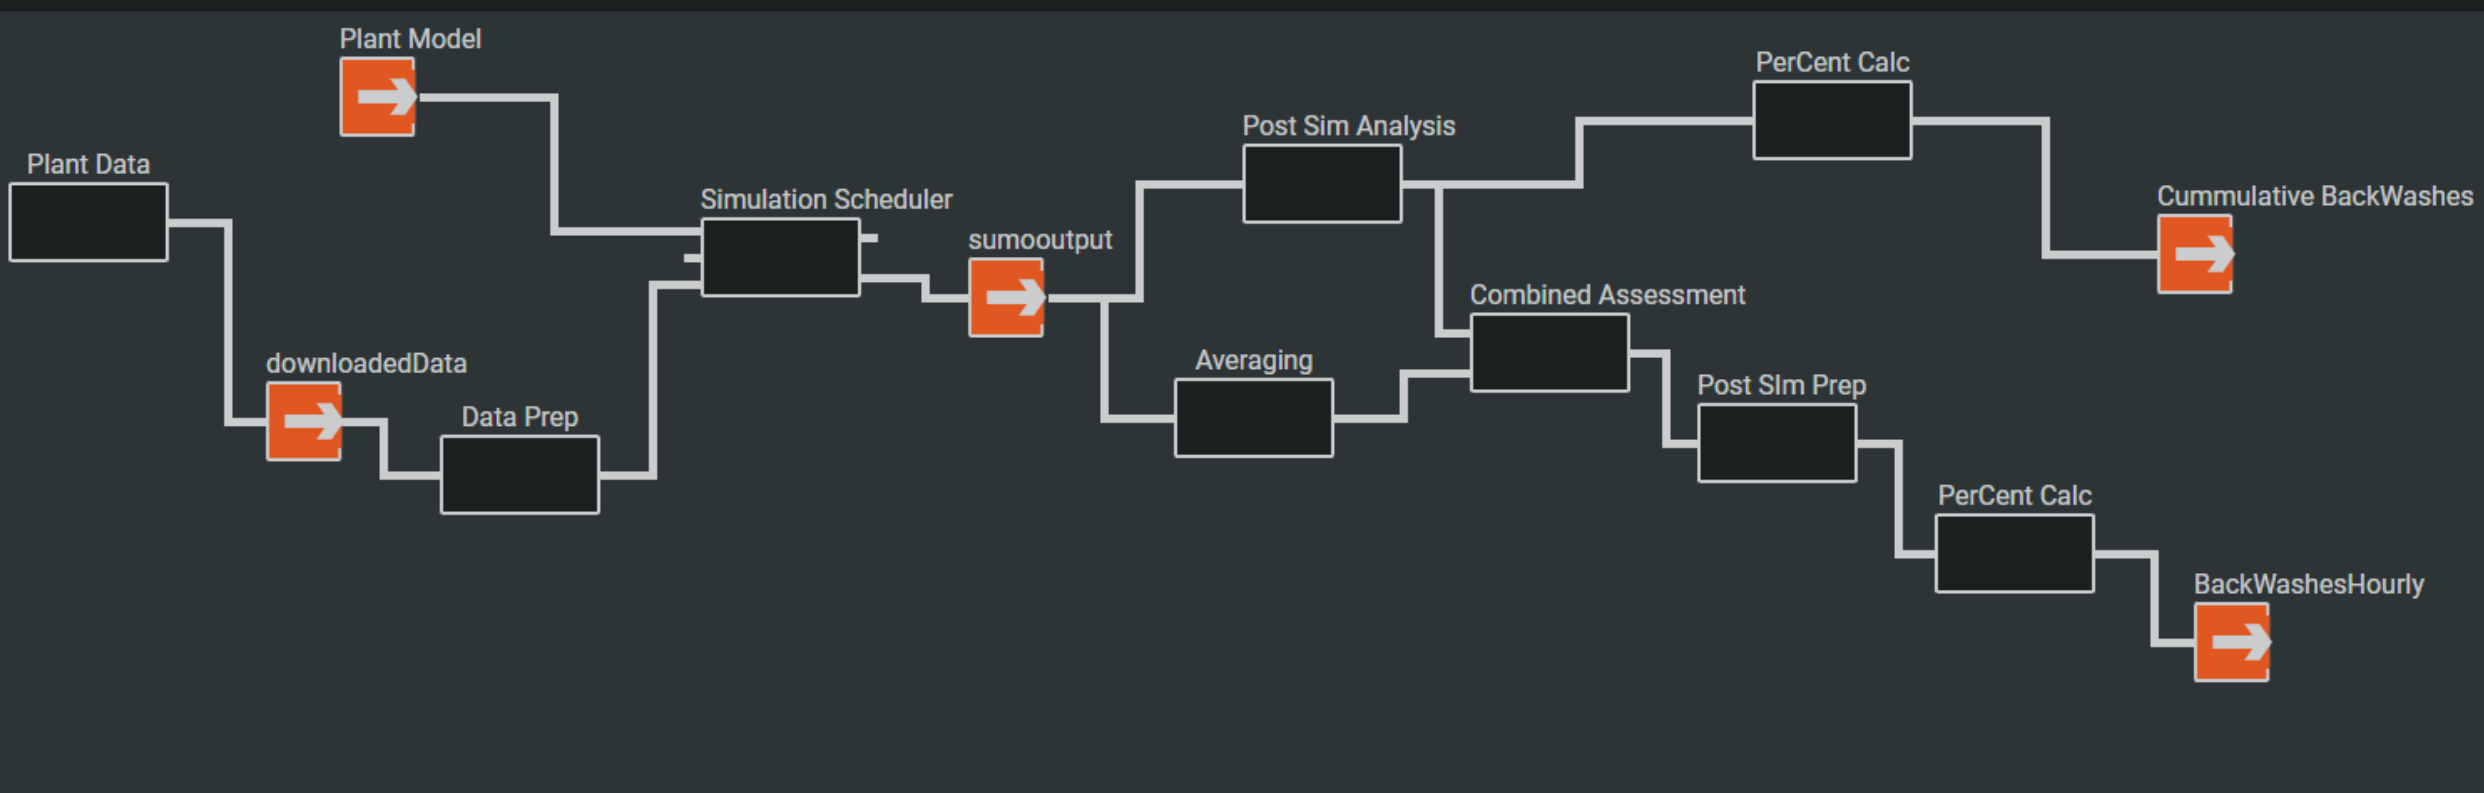 Plant Model
PerCent Calc
Post Sim Analysis
Plant Data
Simulation Scheduler
Cummulative BackWashes
sumooutput
Combined Assessment
Averaging
downloadedData
Post SIm Prep
Data Prep
PerCent Calc
BackWashesHourly